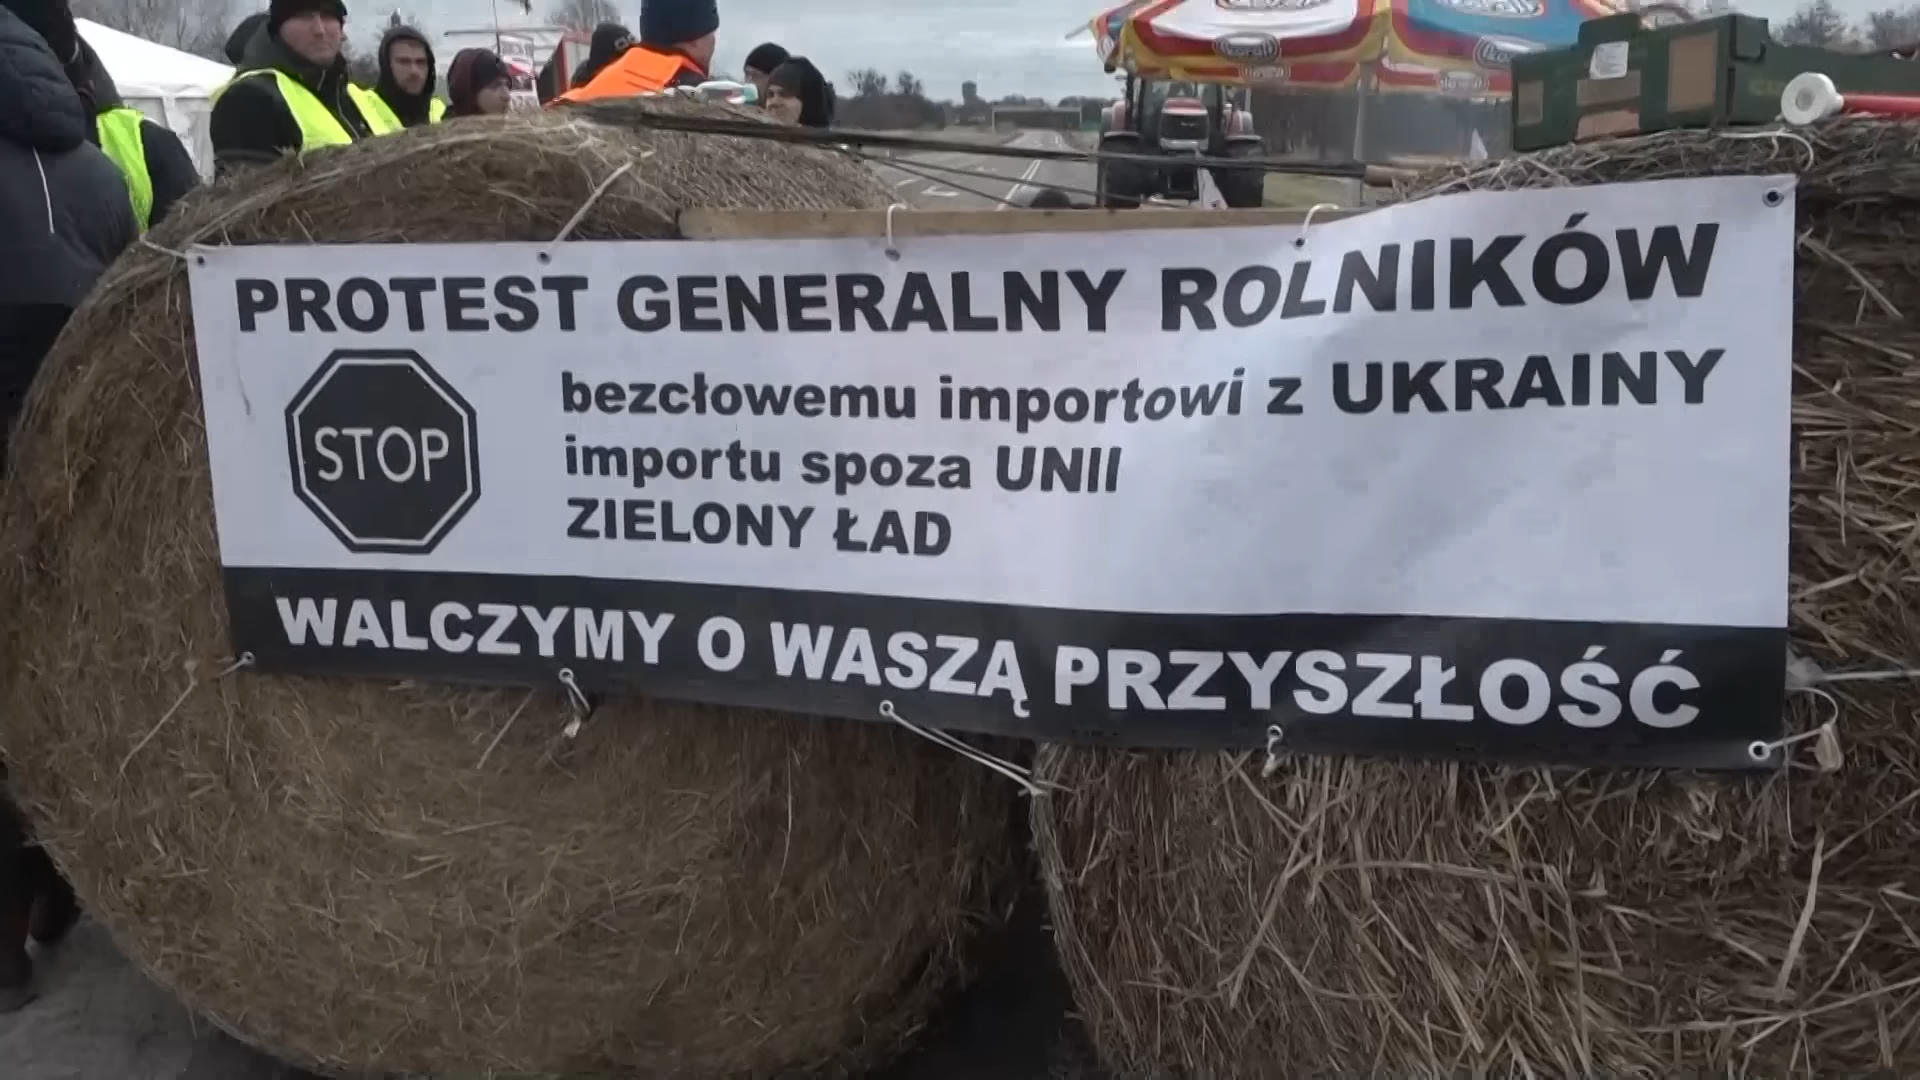 PROTEST GENERALNY ROLNIKÓW
STOP
bezcłowemu importowi z UKRAINY
importu spoza UNII
ZIELONY ŁAD
WALCZYMY O WASZĄ PRZYSZŁOŚĆ